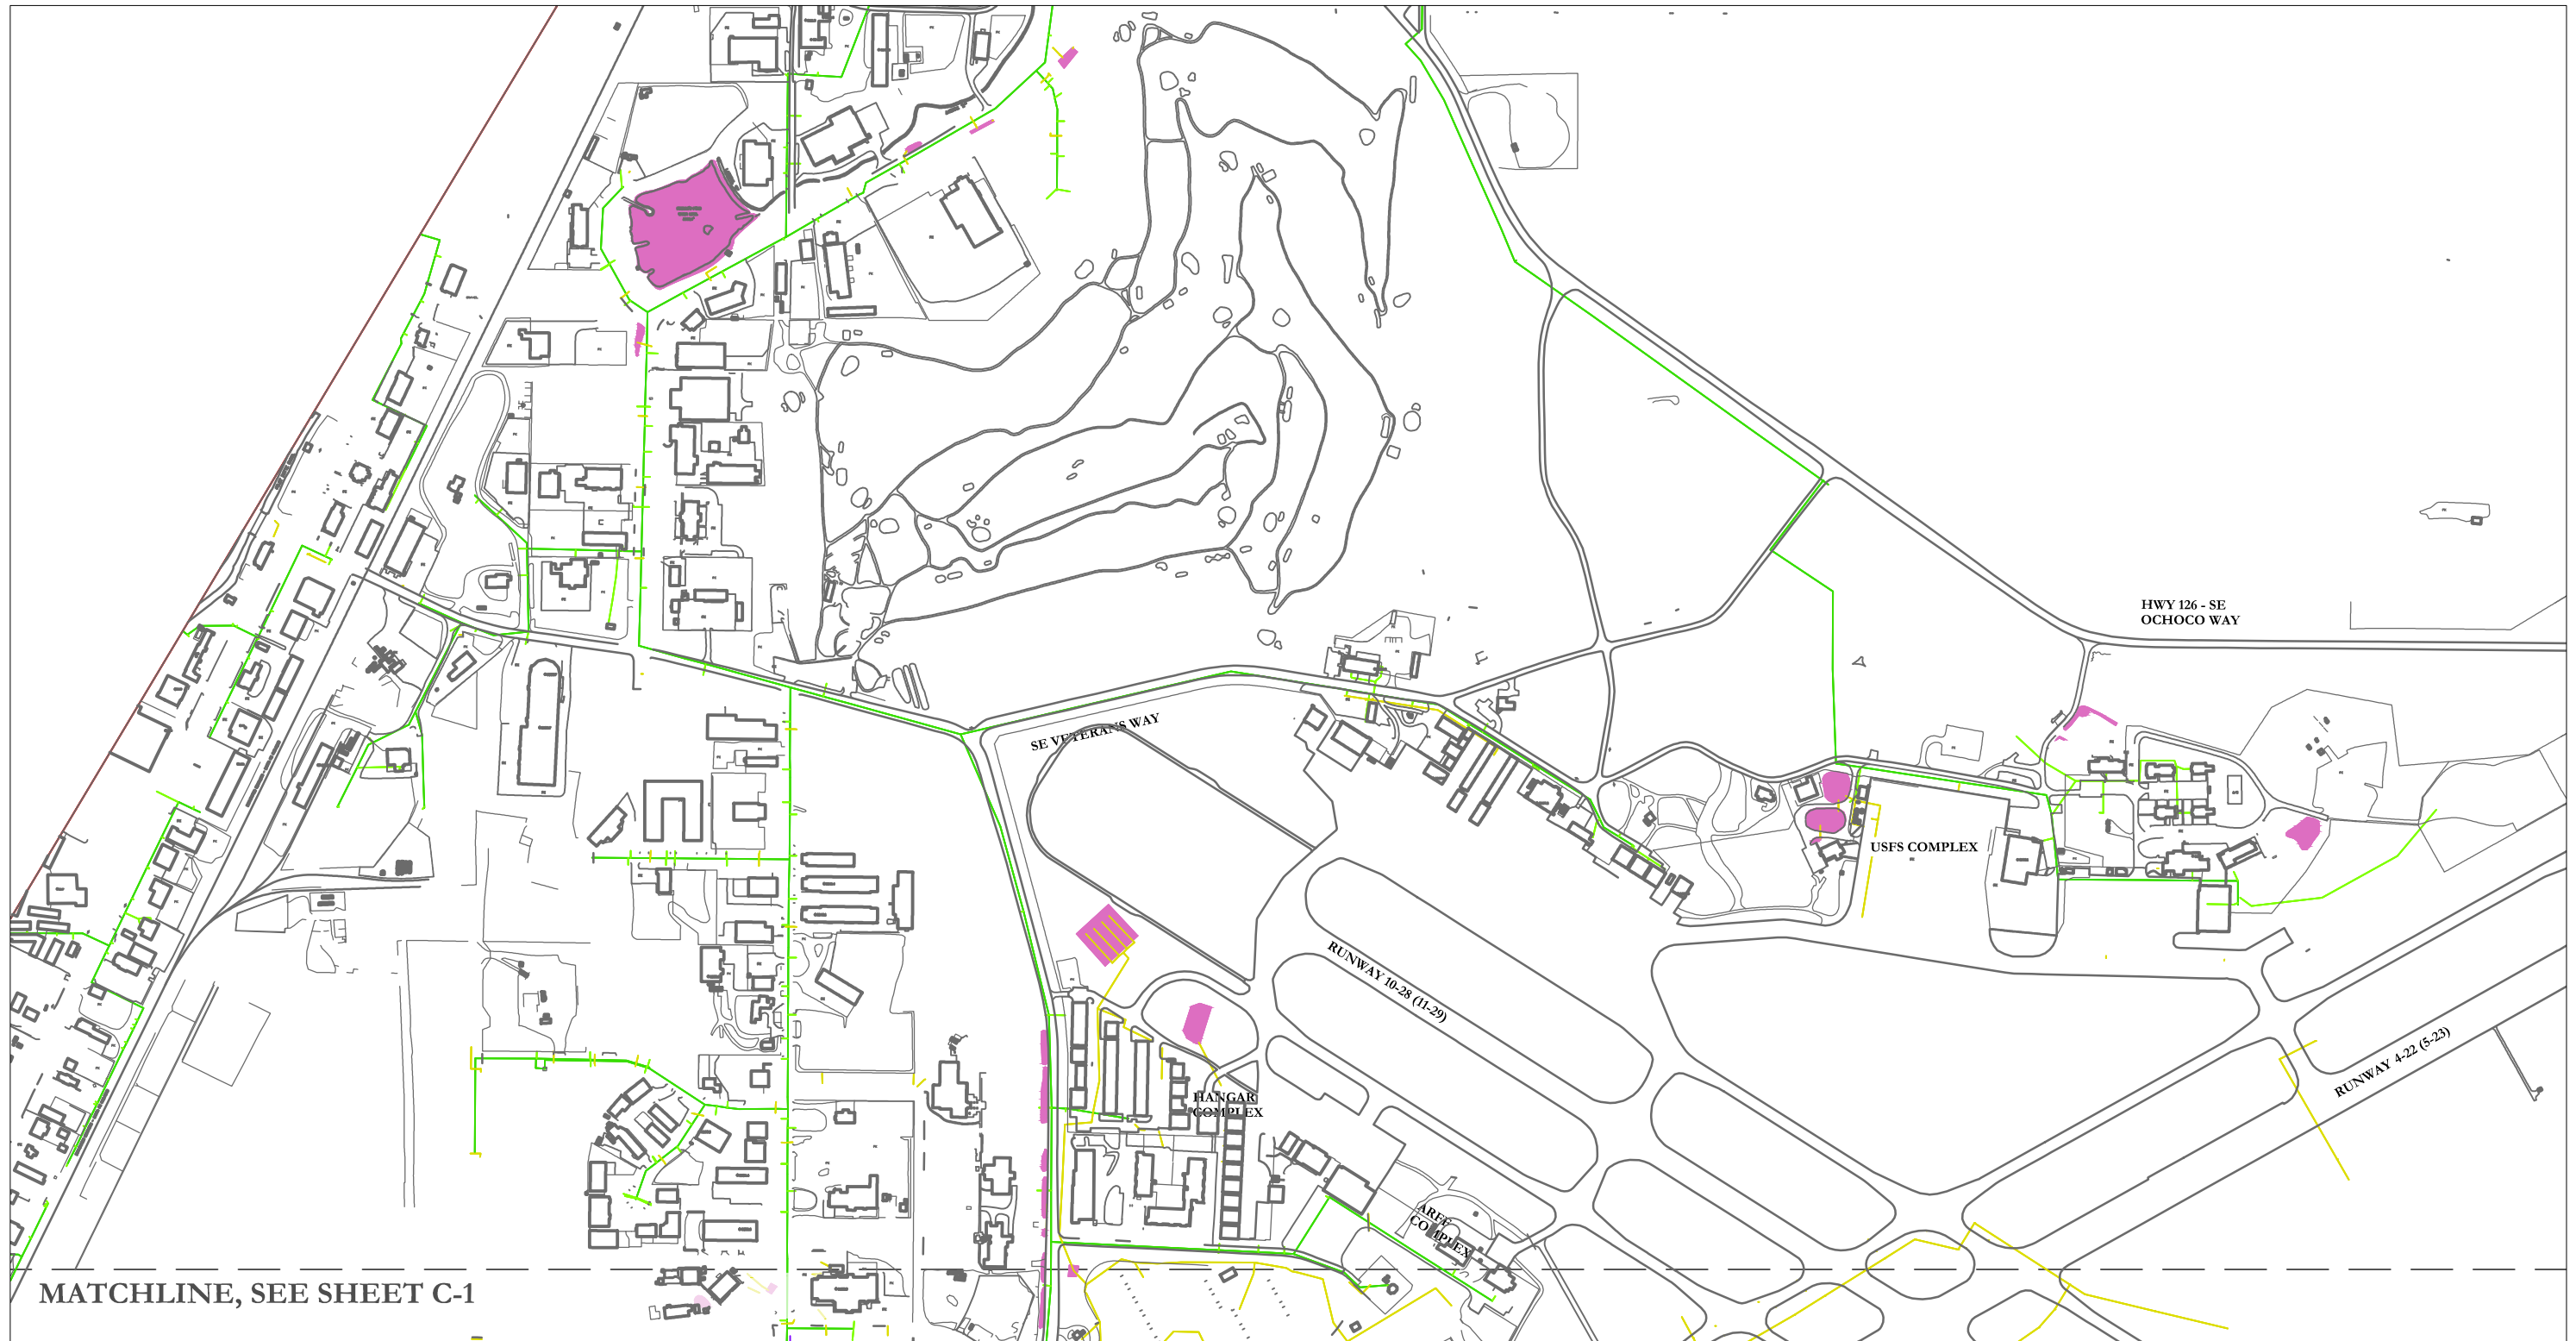 HWY 126 - SE
OCHOCO WAY
SE VETERANS WAY
USFS COMPLEX
RUNWAY 10-28 (11-29)
RUNWAY 4-22 (5-23)
HANGAR
COMPLEX
ARFF
COMPLEX
MATCHLINE, SEE SHEET C-1